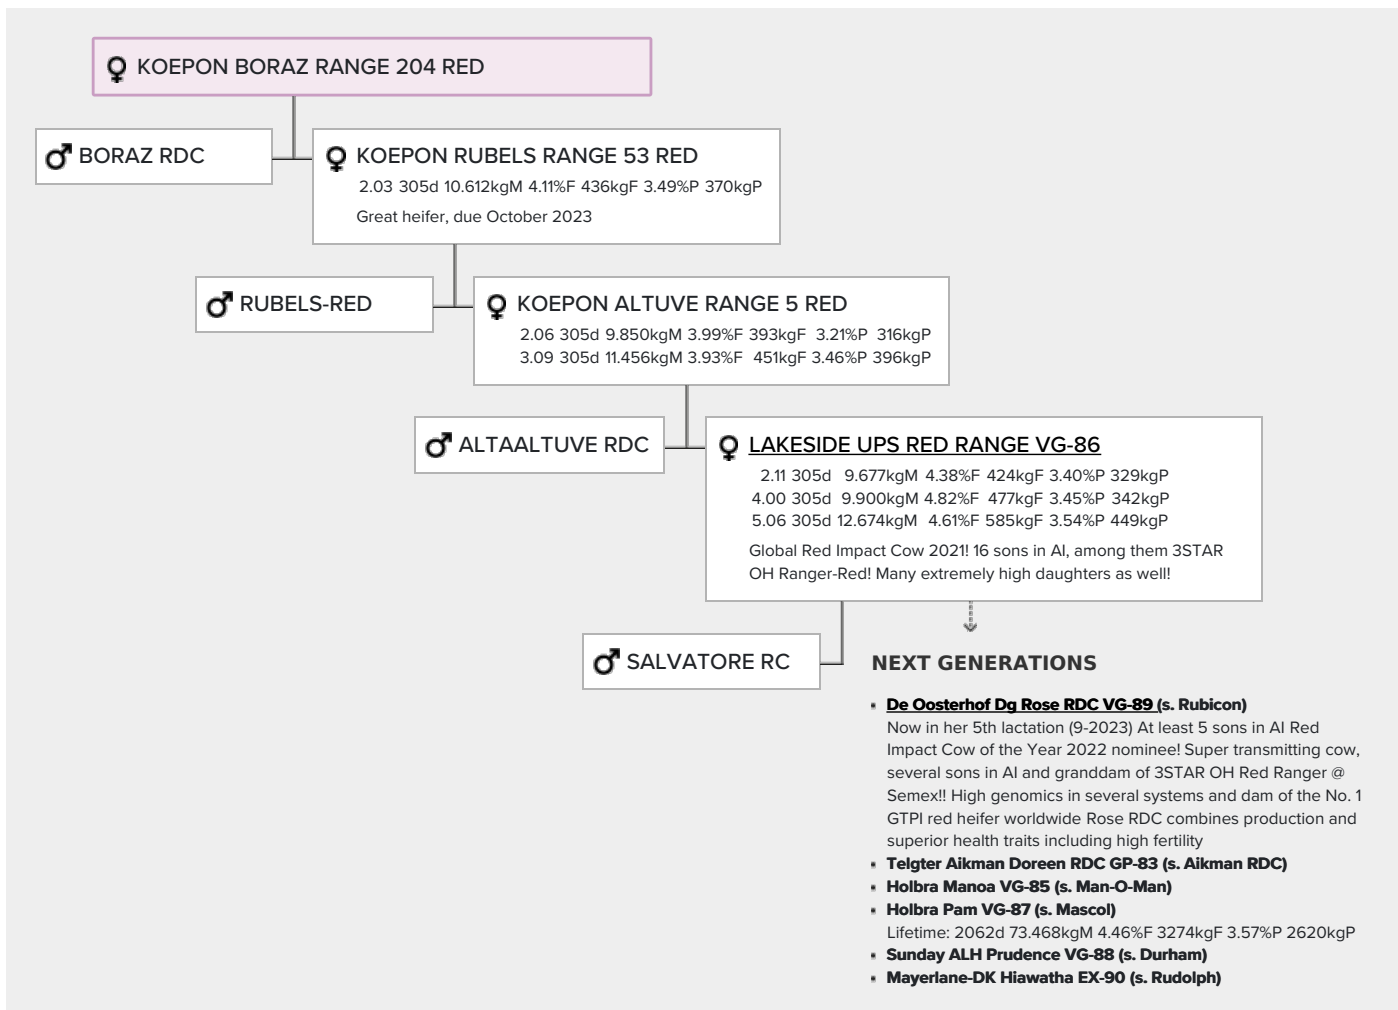 KOEPON BORAZ RANGE 204 RED
BORAZ RDC
KOEPON RUBELS RANGE 53 RED
2.03 305d 10.612kgM 4.11%F 436kgF 3.49%P 370kgP
Great heifer, due October 2023
RUBELS-RED
KOEPON ALTUVE RANGE 5 RED
2.06 305d 9.850kgM 3.99%F 393kgF 3.21%P 316kgP
3.09 305d 11.456kgM 3.93%F 451kgF 3.46%P 396kgP
ALTAALTUVE RDC
LAKESIDE UPS RED RANGE VG-86
2.11 305d 9.677kgM 4.38%F 424kgF 3.40%P 329kgP
4.00 305d 9.900kgM 4.82%F 477kgF 3.45%P 342kgP
5.06 305d 12.674kgM 4.61%F 585kgF 3.54%P 449kgP
Global Red Impact Cow 2021! 16 sons in AI, among them 3STAR
OH Ranger-Red! Many extremely high daughters as well!
SALVATORE RC
NEXT GENERATIONS
De Oosterhof Dg Rose RDC VG-89 (s. Rubicon)
Now in her 5th lactation (9-2023) At least 5 sons in AI Red
Impact Cow of the Year 2022 nominee! Super transmitting cow,
several sons in AI and granddam of 3STAR OH Red Ranger @
Semex!! High genomics in several systems and dam of the No. 1
GTPI red heifer worldwide Rose RDC combines production and
superior health traits including high fertility
Telgter Aikman Doreen RDC GP-83 (s. Aikman RDC)
Holbra Manoa VG-85 (s. Man-O-Man)
Holbra Pam VG-87 (s. Mascol)
Lifetime: 2062d 73.468kgM 4.46%F 3274kgF 3.57%P 2620kgP
Sunday ALH Prudence VG-88 (s. Durham)
Mayerlane-DK Hiawatha EX-90 (s. Rudolph)